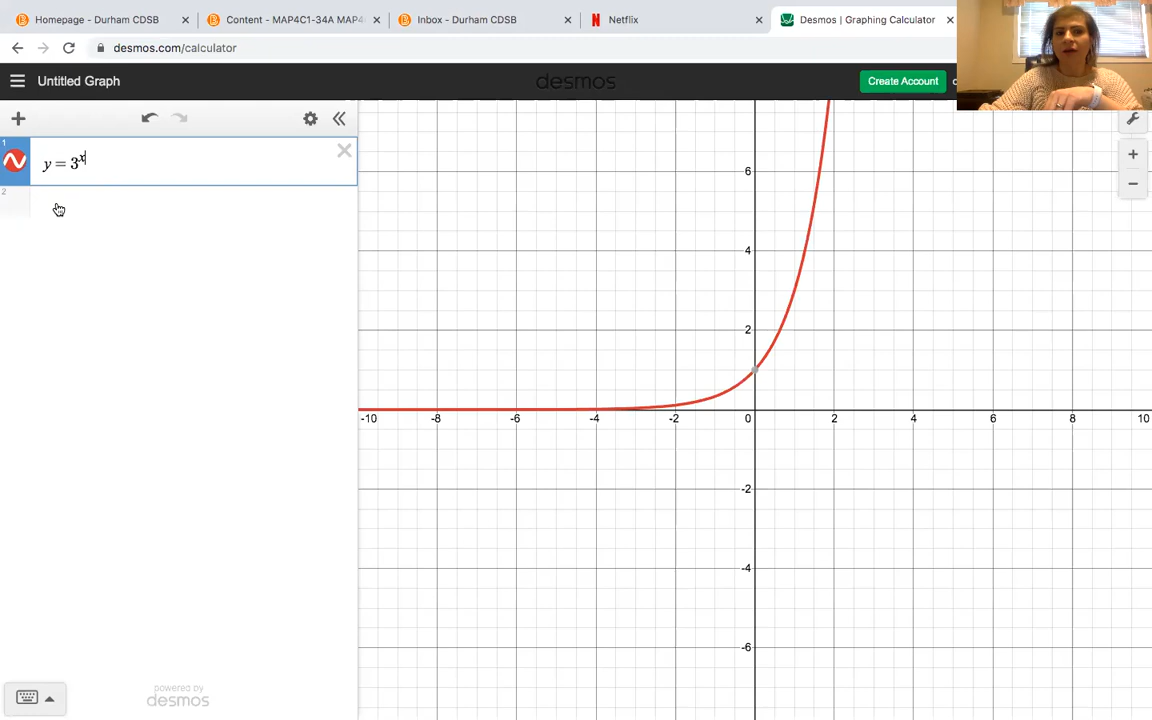 Homepage - Durham CDSB
Content - MAP4C1-34A MAP4
Inbox - Durham CDSB
Netflix
Desmos | Graphing Calculator
desmos.com/calculator
Untitled Graph
desmos
Create Account
1
y = 3^x
2
6
4
2
-10 -8 -6 -4 -2 0 2 4 6 8 10
-2
-4
-6
powered by
desmos